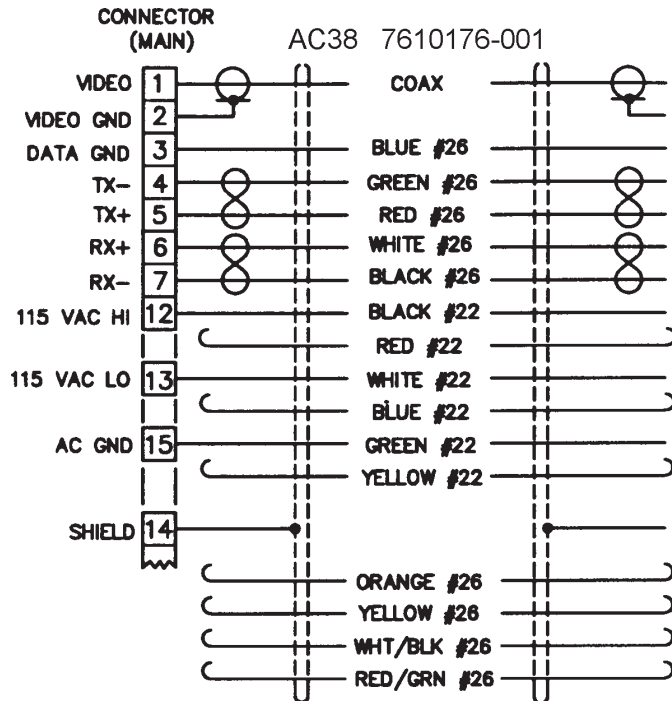 CONNECTOR
(MAIN)
AC38 7610176-001
VIDEO 1 COAX
VIDEO GND 2
DATA GND 3 BLUE #26
TX- 4 GREEN #26
TX+ 5 RED #26
RX+ 6 WHITE #26
RX- 7 BLACK #26
115 VAC HI 12 BLACK #22
RED #22
115 VAC LO 13 WHITE #22
BLUE #22
AC GND 15 GREEN #22
YELLOW #22
SHIELD 14
ORANGE #26
YELLOW #26
WHT/BLK #26
RED/GRN #26